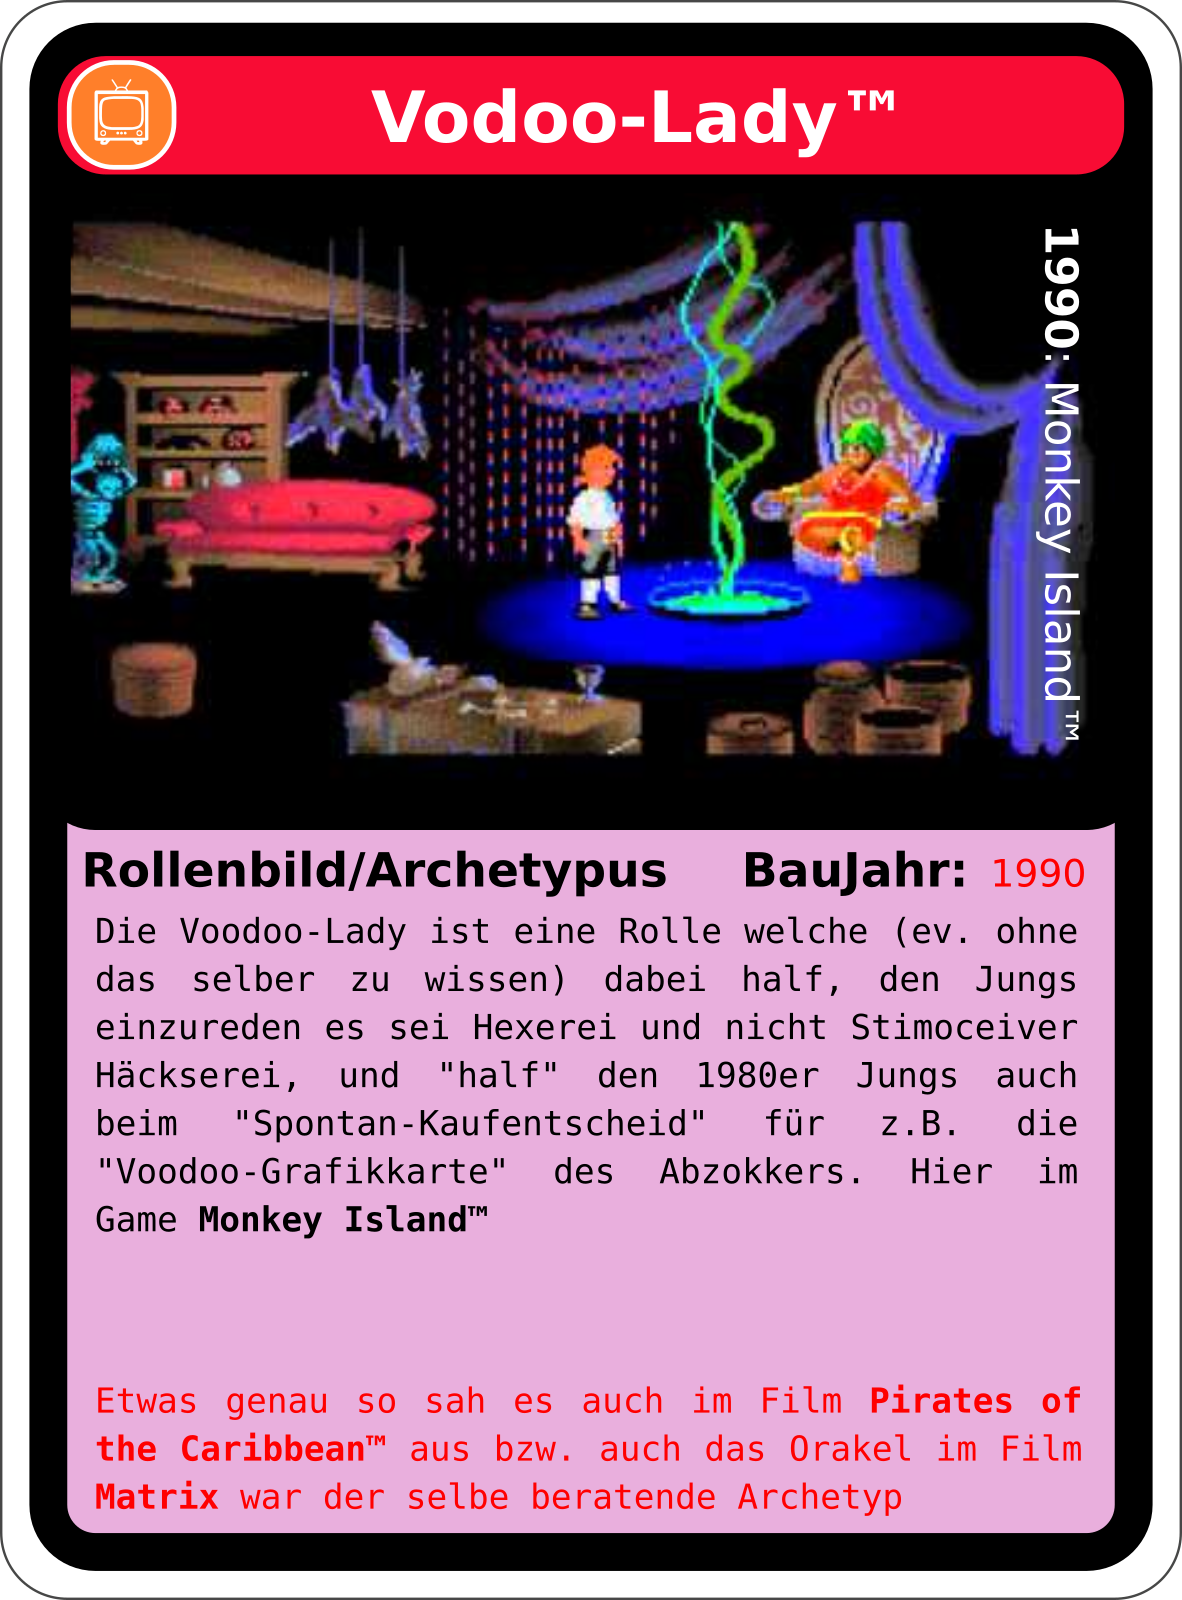 Vodoo-Lady™
1990: Monkey Island™
Rollenbild/Archetypus BauJahr: 1990
Die Voodoo-Lady ist eine Rolle welche (ev. ohne
das selber zu wissen) dabei half, den Jungs
einzureden es sei Hexerei und nicht Stimoceiver
Häckserei, und "half" den 1980er Jungs auch
beim "Spontan-Kaufentscheid" für z.B. die
"Voodoo-Grafikkarte" des Abzokkers. Hier im
Game Monkey Island™
Etwas genau so sah es auch im Film Pirates of
the Caribbean™ aus bzw. auch das Orakel im Film
Matrix war der selbe beratende Archetyp